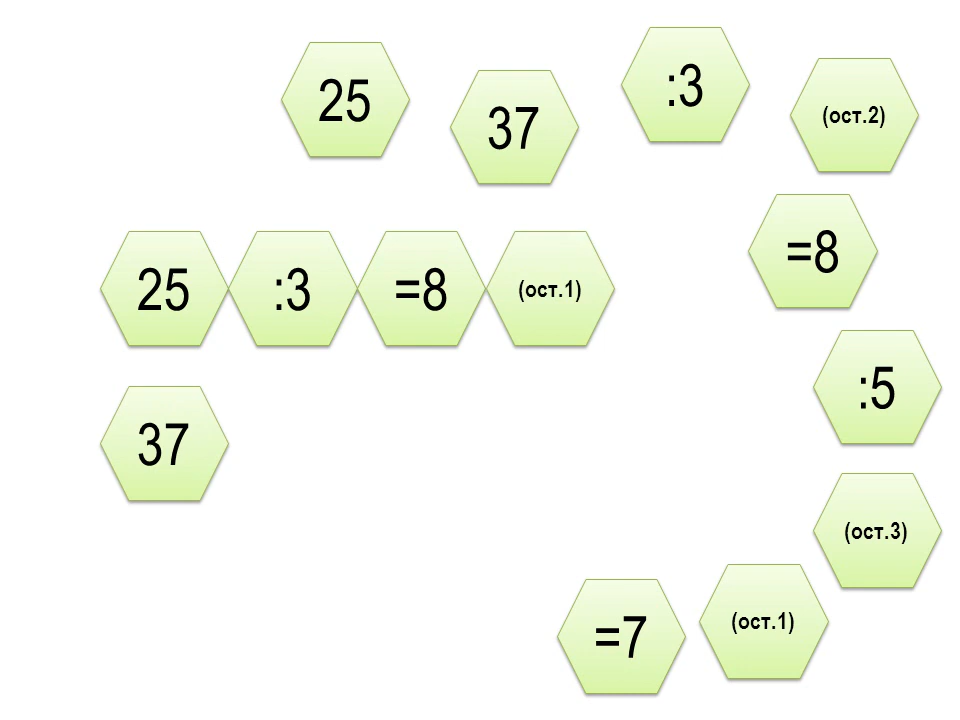 25
37
:3
(ост.2)
=8
25 :3 =8 (ост.1)
:5
37
(ост.3)
=7
(ост.1)